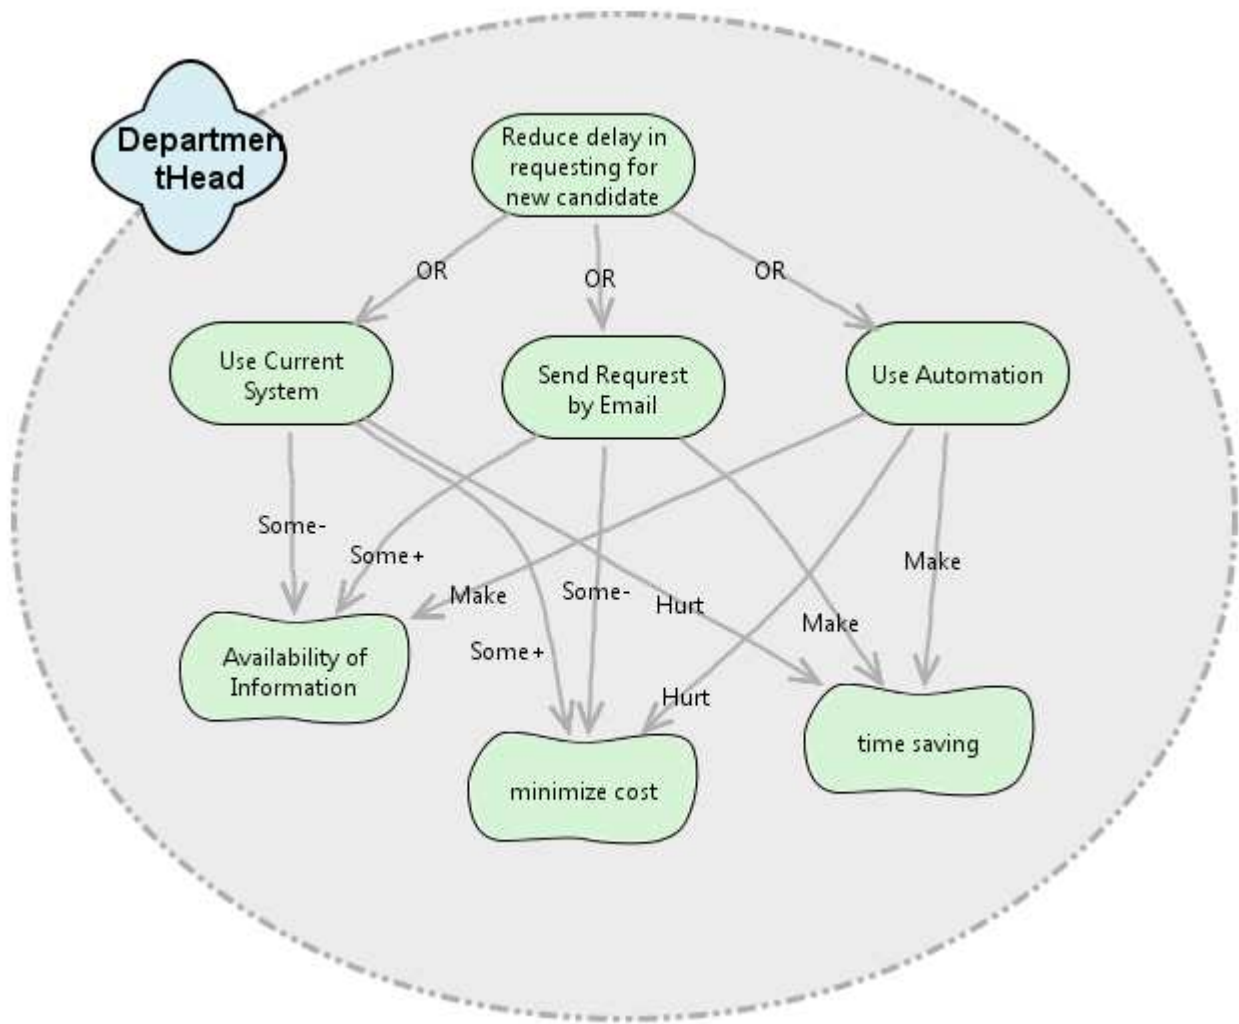 Departmen
tHead
Reduce delay in
requesting for
new candidate
OR
OR
OR
Use Current
System
Send Requrest
by Email
Use Automation
Some-
Some+
Make
Some-
Hurt
Make
Make
Some+
Hurt
Availability of
Information
minimize cost
time saving